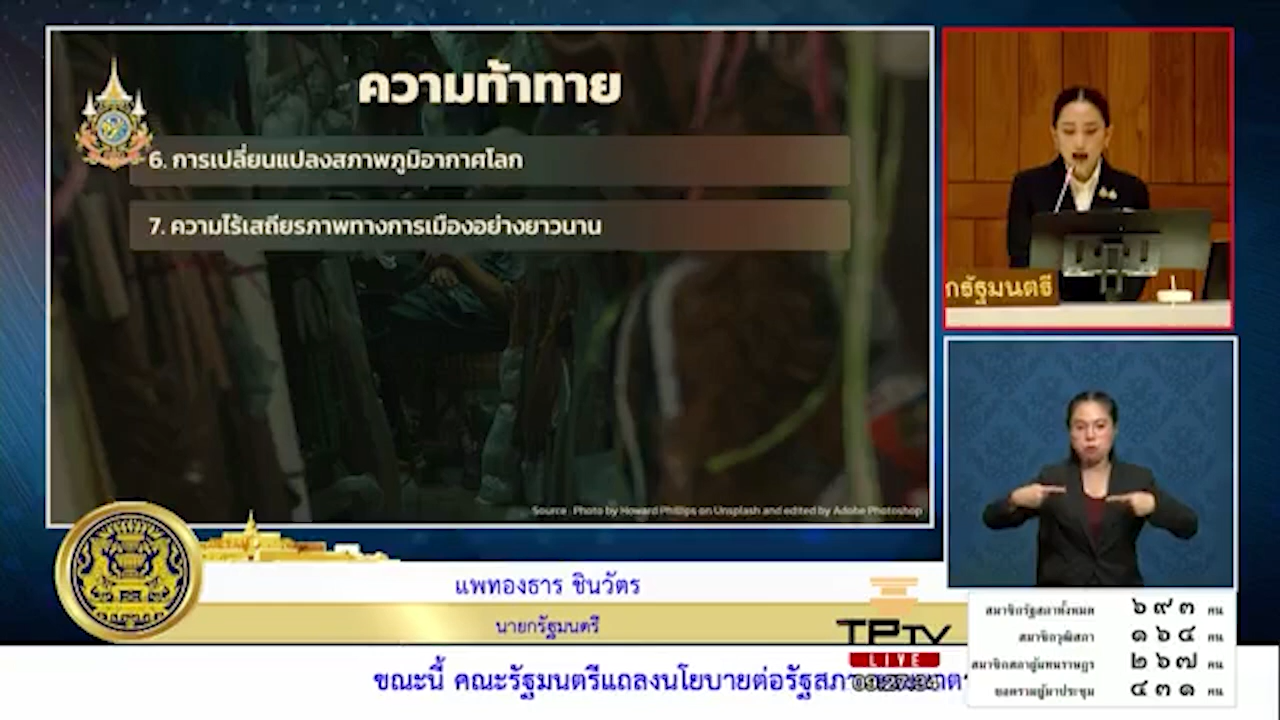 ความท้าทาย
6. การเปลี่ยนแปลงสภาพภูมิอากาศโลก
7. ความไร้เสถียรภาพทางการเมืองอย่างยาวนาน
Source : Photo by Howard Phillips on Unsplash and edited by Adobe Photoshop
กรัฐมนตรี
แพทองธาร ชินวัตร
นายกรัฐมนตรี
TPTV
LIVE
สมาชิกรัฐสภาทั้งหมด ๖๙๓ คน
สมาชิกวุฒิสภา ๑๖๔ คน
สมาชิกสภาผู้แทนราษฎร ๒๖๗ คน
ยอดรวมผู้มาประชุม ๔๓๑ คน
ขณะนี้ คณะรัฐมนตรีแถลงนโยบายต่อรัฐสภา